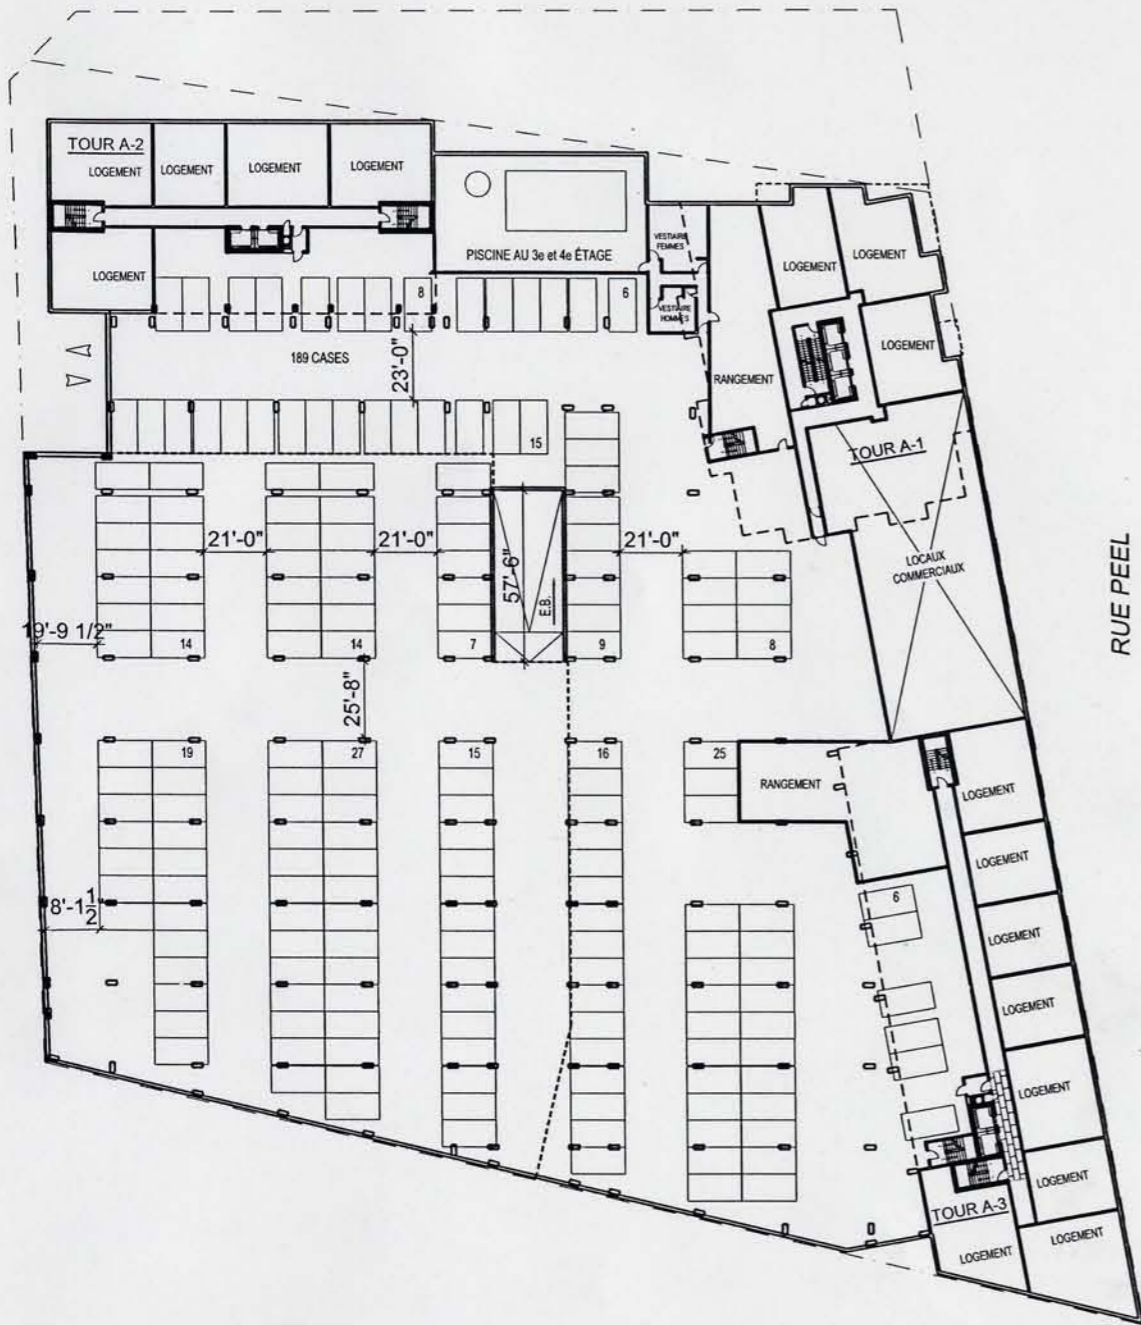 TOUR A-2
LOGEMENT
LOGEMENT
LOGEMENT
LOGEMENT
LOGEMENT
PISCINE AU 3e et 4e ÉTAGE
VESTIAIRE
FEMMES
VESTIAIRE
HOMMES
LOGEMENT
LOGEMENT
LOGEMENT
RANGEMENT
8
6
189 CASES
23'-0"
15
TOUR A-1
LOCAUX
COMMERCIAUX
RUE PEEL
21'-0"
21'-0"
21'-0"
57'-6"
E.B.
19'-9 1/2"
14
14
7
9
8
25'-8"
19
27
15
16
25
RANGEMENT
LOGEMENT
LOGEMENT
LOGEMENT
LOGEMENT
LOGEMENT
LOGEMENT
LOGEMENT
6
8'-1 1/2"
TOUR A-3
LOGEMENT